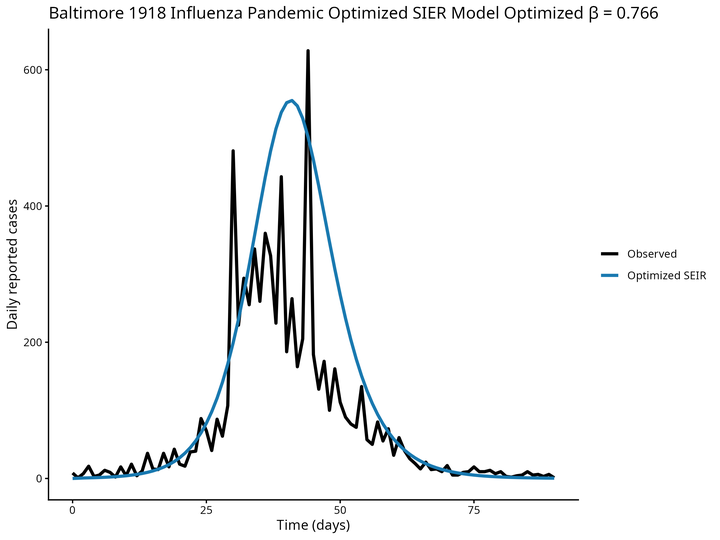 Baltimore 1918 Influenza Pandemic Optimized SIER Model Optimized β = 0.766
Daily reported cases
600
400
200
0
0 25 50 75
Time (days)
Observed
Optimized SEIR